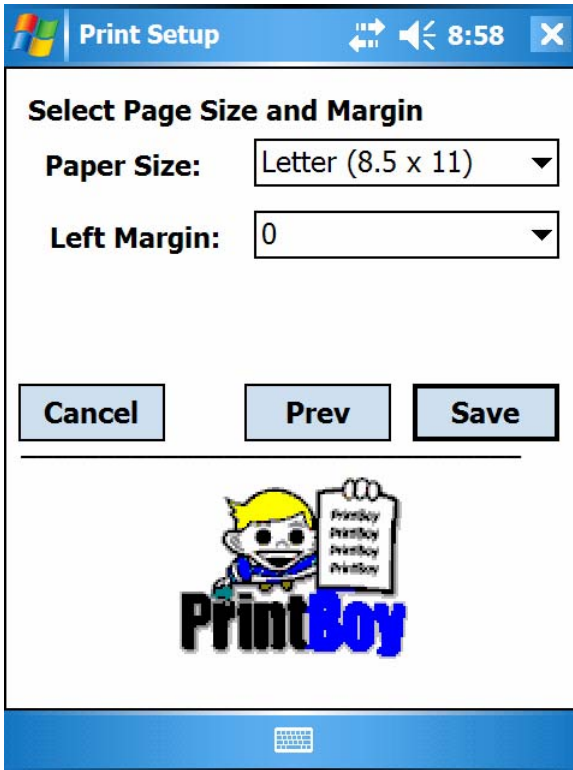 Print Setup 8:58
Select Page Size and Margin
Paper Size: Letter (8.5 x 11)
Left Margin: 0
Cancel Prev Save
PrintBoy
PrintBoy
PrintBoy
PrintBoy
PrintBoy